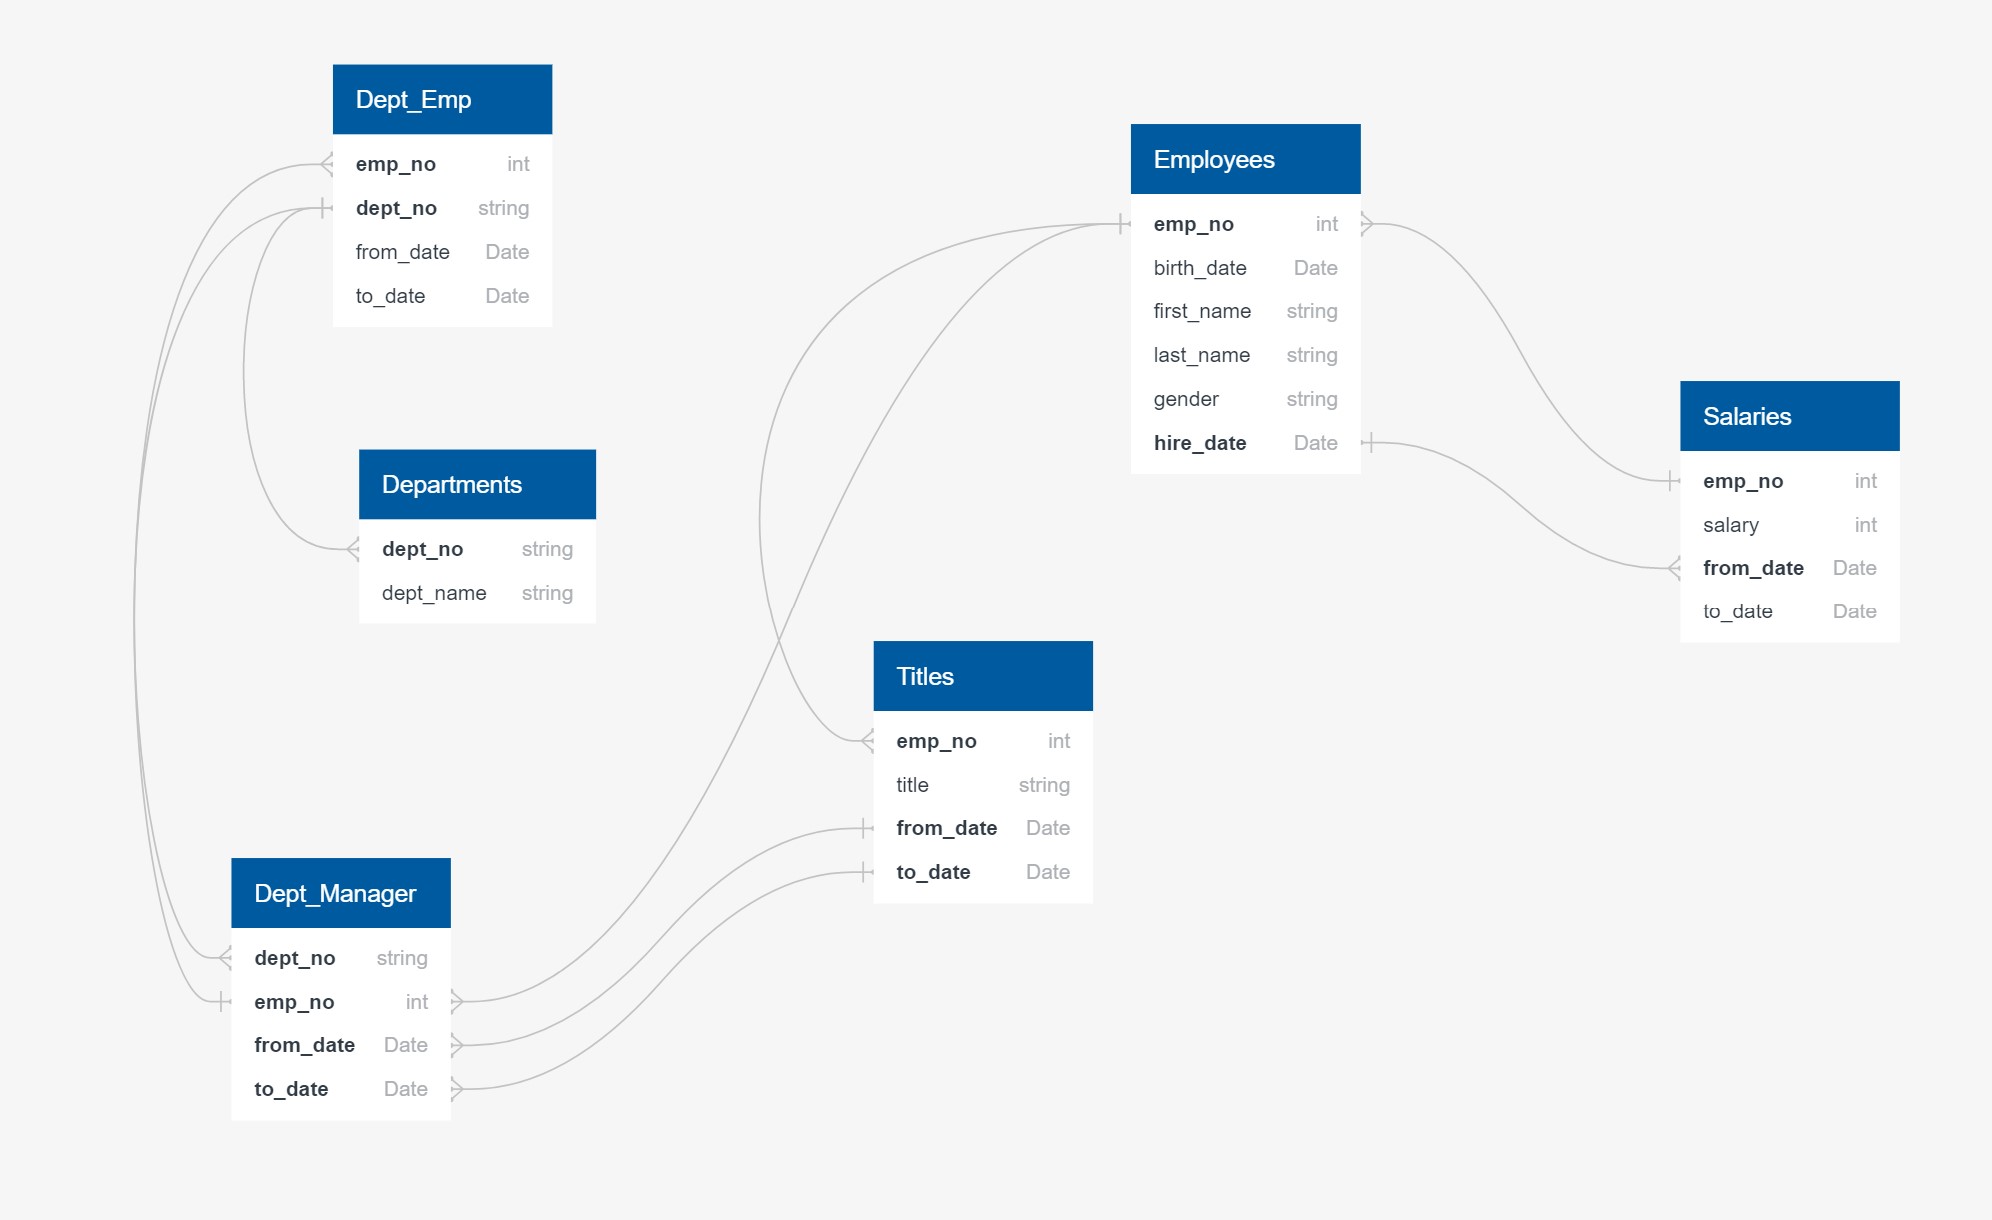 Dept_Emp
emp_no int
dept_no string
from_date Date
to_date Date
Employees
emp_no int
birth_date Date
first_name string
last_name string
gender string
hire_date Date
Salaries
emp_no int
salary int
from_date Date
to_date Date
Departments
dept_no string
dept_name string
Titles
emp_no int
title string
from_date Date
to_date Date
Dept_Manager
dept_no string
emp_no int
from_date Date
to_date Date